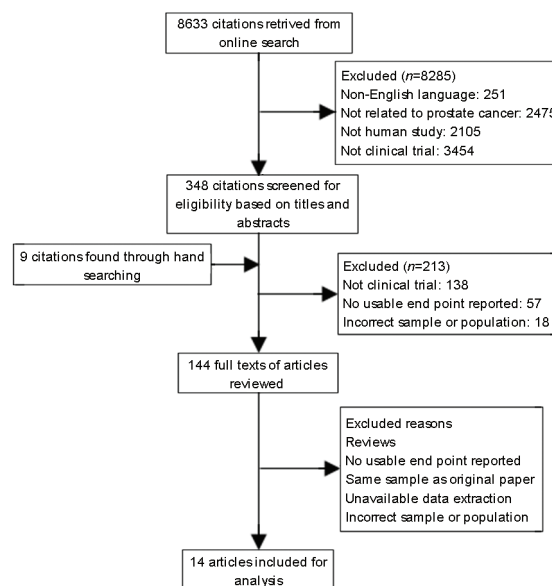 8633 citations retrived from
online search
Excluded (n=8285)
Non-English language: 251
Not related to prostate cancer: 2475
Not human study: 2105
Not clinical trial: 3454
348 citations screened for
eligibility based on titles and
abstracts
9 citations found through hand
searching
Excluded (n=213)
Not clinical trial: 138
No usable end point reported: 57
Incorrect sample or population: 18
144 full texts of articles
reviewed
Excluded reasons
Reviews
No usable end point reported
Same sample as original paper
Unavailable data extraction
Incorrect sample or population
14 articles included for
analysis